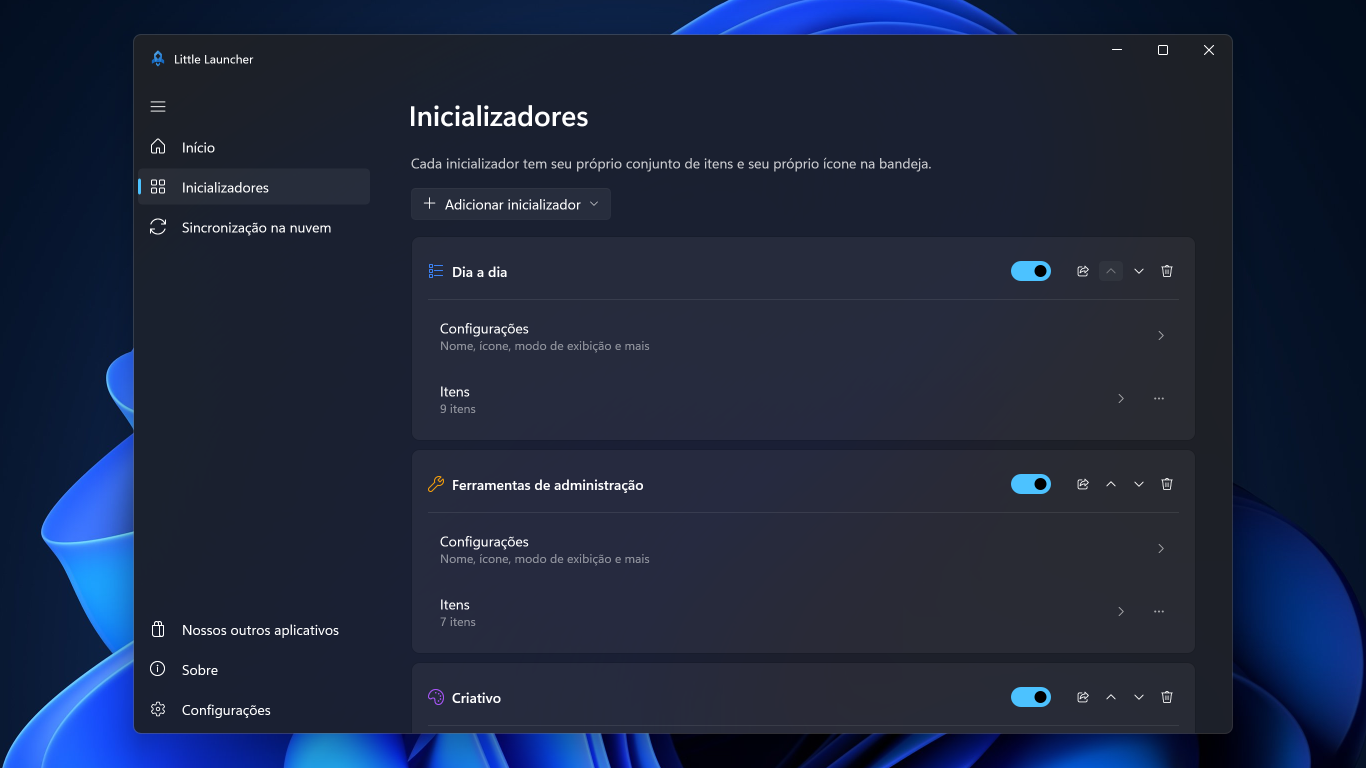 Little Launcher
Início
Inicializadores
Sincronização na nuvem
Nossos outros aplicativos
Sobre
Configurações
Inicializadores
Cada inicializador tem seu próprio conjunto de itens e seu próprio ícone na bandeja.
Adicionar inicializador
Dia a dia
Configurações
Nome, ícone, modo de exibição e mais
Itens
9 itens
Ferramentas de administração
Configurações
Nome, ícone, modo de exibição e mais
Itens
7 itens
Criativo